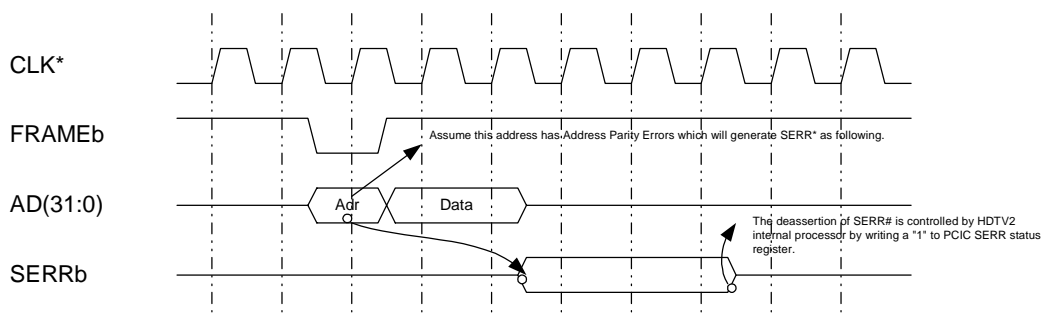 CLK*
FRAMEb
Assume this address has Address Parity Errors which will generate SERR* as following.
AD(31:0)
Adr
Data
The deassertion of SERR# is controlled by HDTV2
internal processor by writing a "1" to PCIC SERR status
register.
SERRb